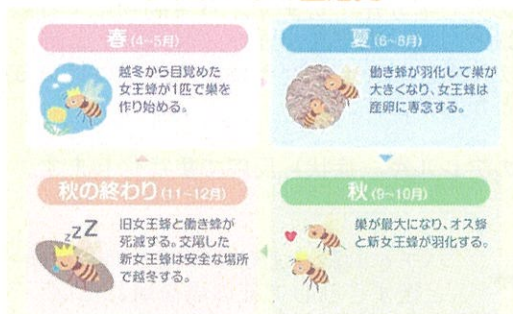 春(4~5月)
越冬から目覚めた
女王蜂が1匹で巣を
作り始める。
夏(6~8月)
働き蜂が羽化して巣が
大きくなり、女王蜂は
産卵に専念する。
秋(9~10月)
巣が最大になり、オス蜂
と新女王蜂が羽化する。
秋の終わり(11~12月)
zzZ
旧女王蜂と働き蜂が
死滅する。交尾した
新女王蜂は安全な場所
で越冬する。